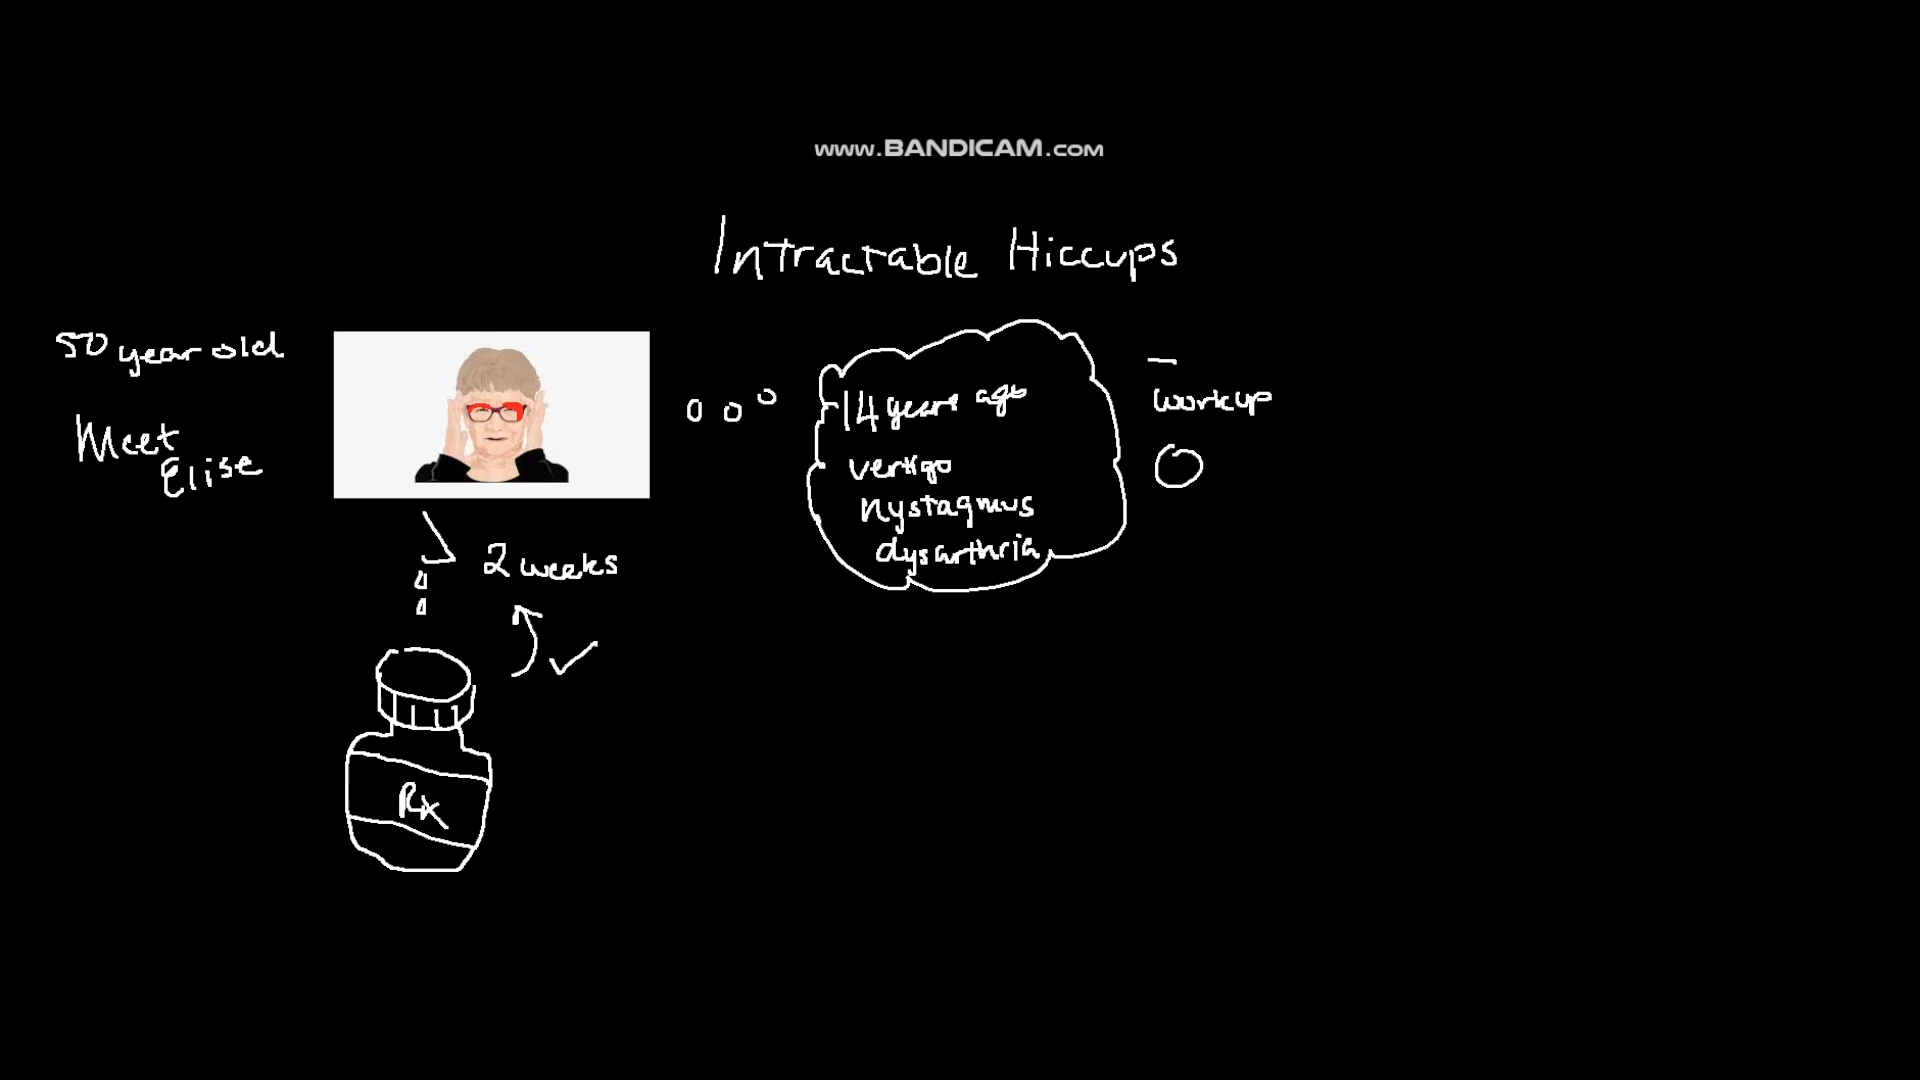 www.BANDICAM.com
Intractable Hiccups
50 year old
Meet
Elise
14 years ago
vertigo
nystagmus
dysarthria
workup
2 weeks
Rx